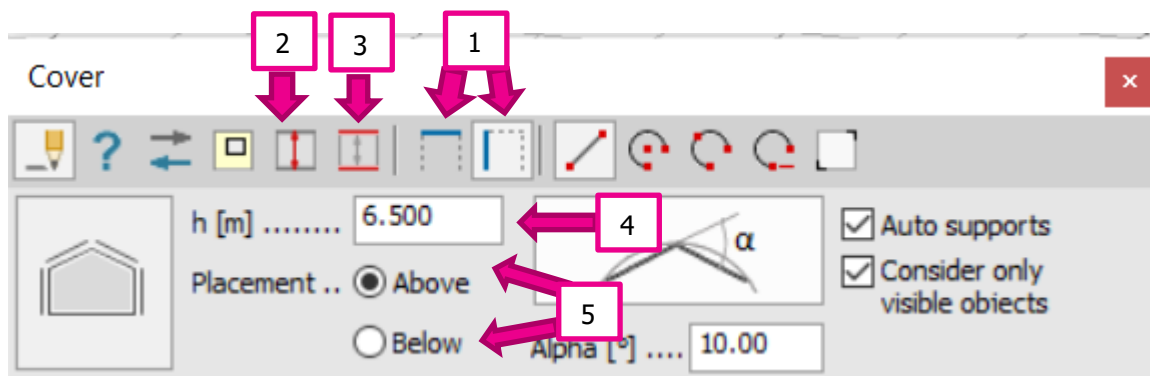 2 3 1
Cover
?
h [m] ........ 6.500
4
α
Auto supports
Placement .. Above
Consider only
visible objects
5
Below
Alpha [°] .... 10.00